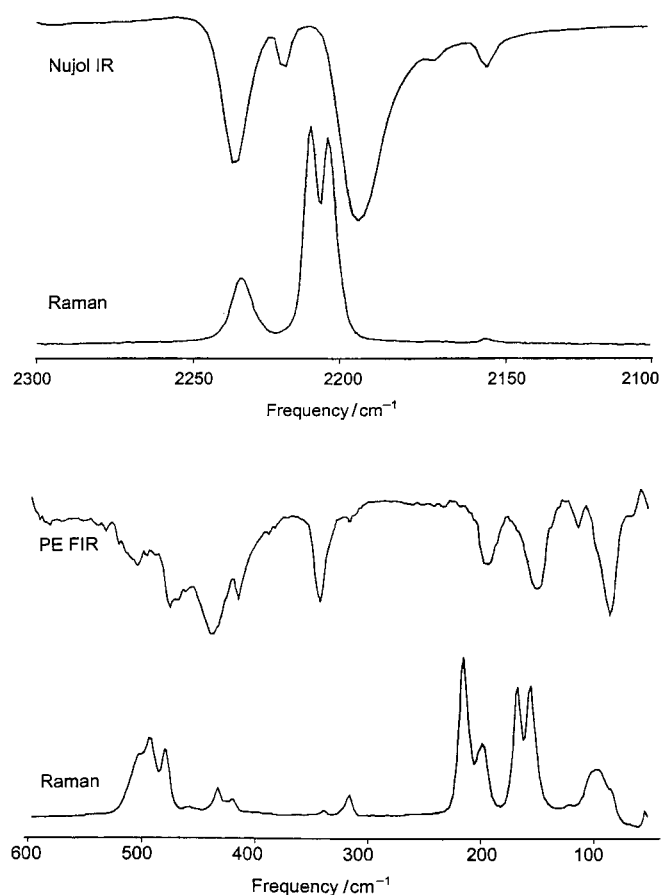 Nujol IR
Raman
2300 2250 2200 2150 2100
Frequency/cm⁻¹
PE FIR
Raman
600 500 400 300 200 100
Frequency/cm⁻¹